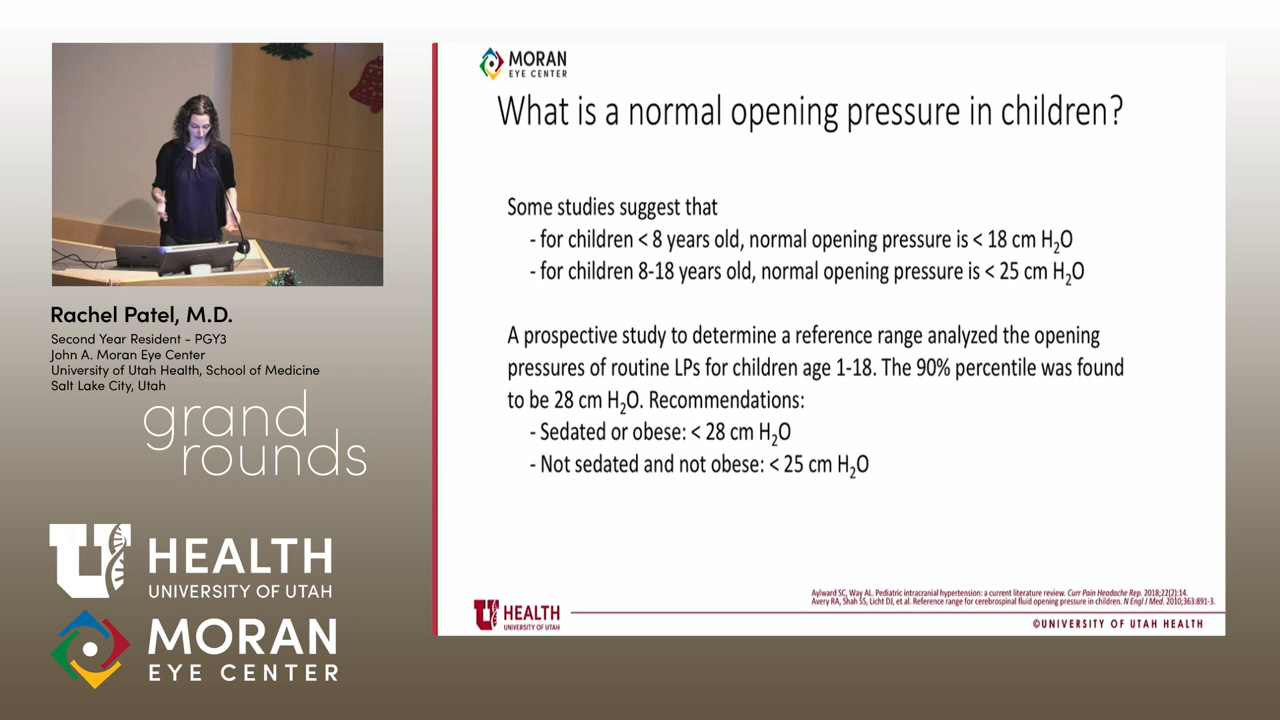 Rachel Patel, M.D.
Second Year Resident - PGY3
John A. Moran Eye Center
University of Utah Health, School of Medicine
Salt Lake City, Utah
grand
rounds
U HEALTH
UNIVERSITY OF UTAH
MORAN
EYE CENTER
MORAN
EYE CENTER
What is a normal opening pressure in children?
Some studies suggest that
- for children < 8 years old, normal opening pressure is < 18 cm H₂O
- for children 8-18 years old, normal opening pressure is < 25 cm H₂O
A prospective study to determine a reference range analyzed the opening
pressures of routine LPs for children age 1-18. The 90% percentile was found
to be 28 cm H₂O. Recommendations:
- Sedated or obese: < 28 cm H₂O
- Not sedated and not obese: < 25 cm H₂O
Aylward SC, Way AL. Pediatric intracranial hypertension: a current literature review. Curr Pain Headache Rep. 2018;22(2):14.
Avery RA, Shah SS, Licht DJ, et al. Reference range for cerebrospinal fluid opening pressure in children. N Engl J Med. 2010;363:891-3.
U HEALTH
UNIVERSITY OF UTAH
©UNIVERSITY OF UTAH HEALTH